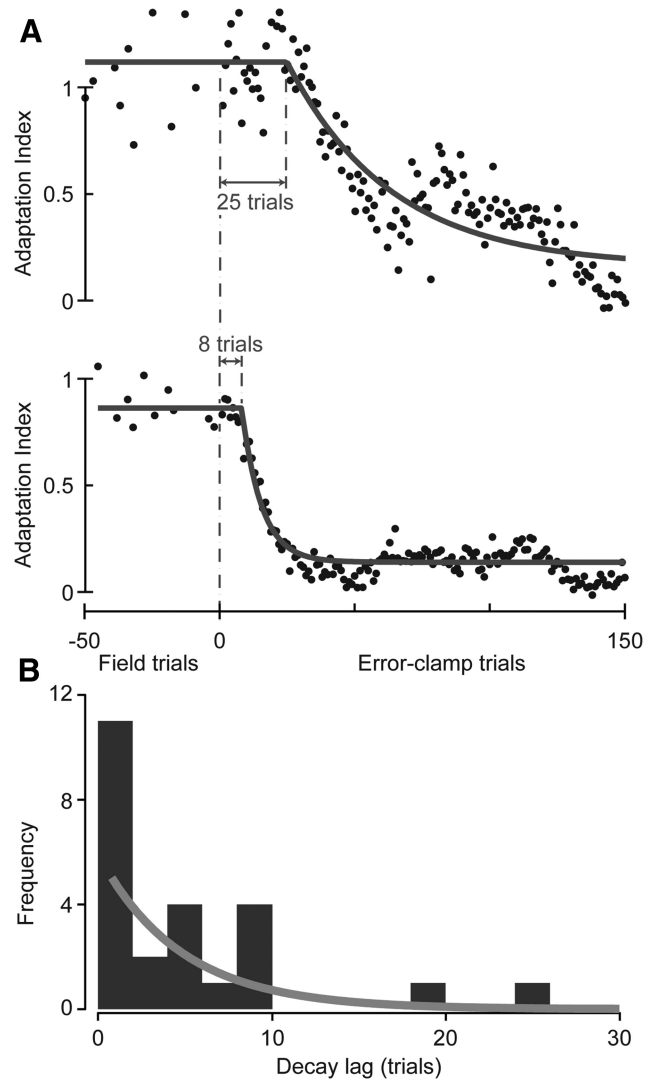 A
Adaptation Index
1
0.5
0
25 trials
8 trials
Adaptation Index
1
0.5
0
-50 0 150
Field trials Error-clamp trials
B
Frequency
12
8
4
0
0 10 20 30
Decay lag (trials)